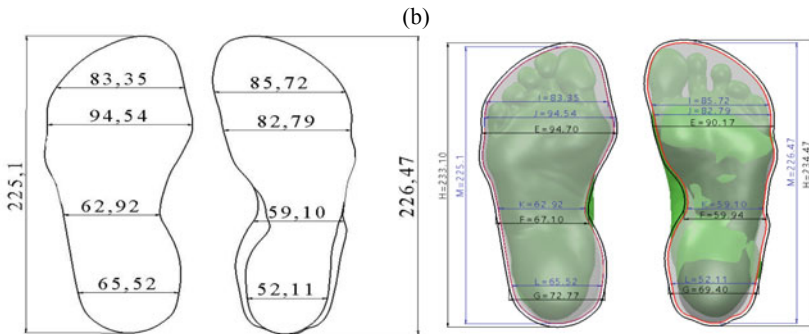 (b)
83,35
94,54
62,92
65,52
225,1
85,72
82,79
59,10
52,11
226,47
H=233.10
M=225.1
I=83.35
J=94.54
E=94.70
K=62.92
F=67.10
L=65.52
G=72.77
I=85.72
J=82.79
E=90.17
K=59.10
F=59.94
L=52.11
G=69.40
M=226.47
H=234.47